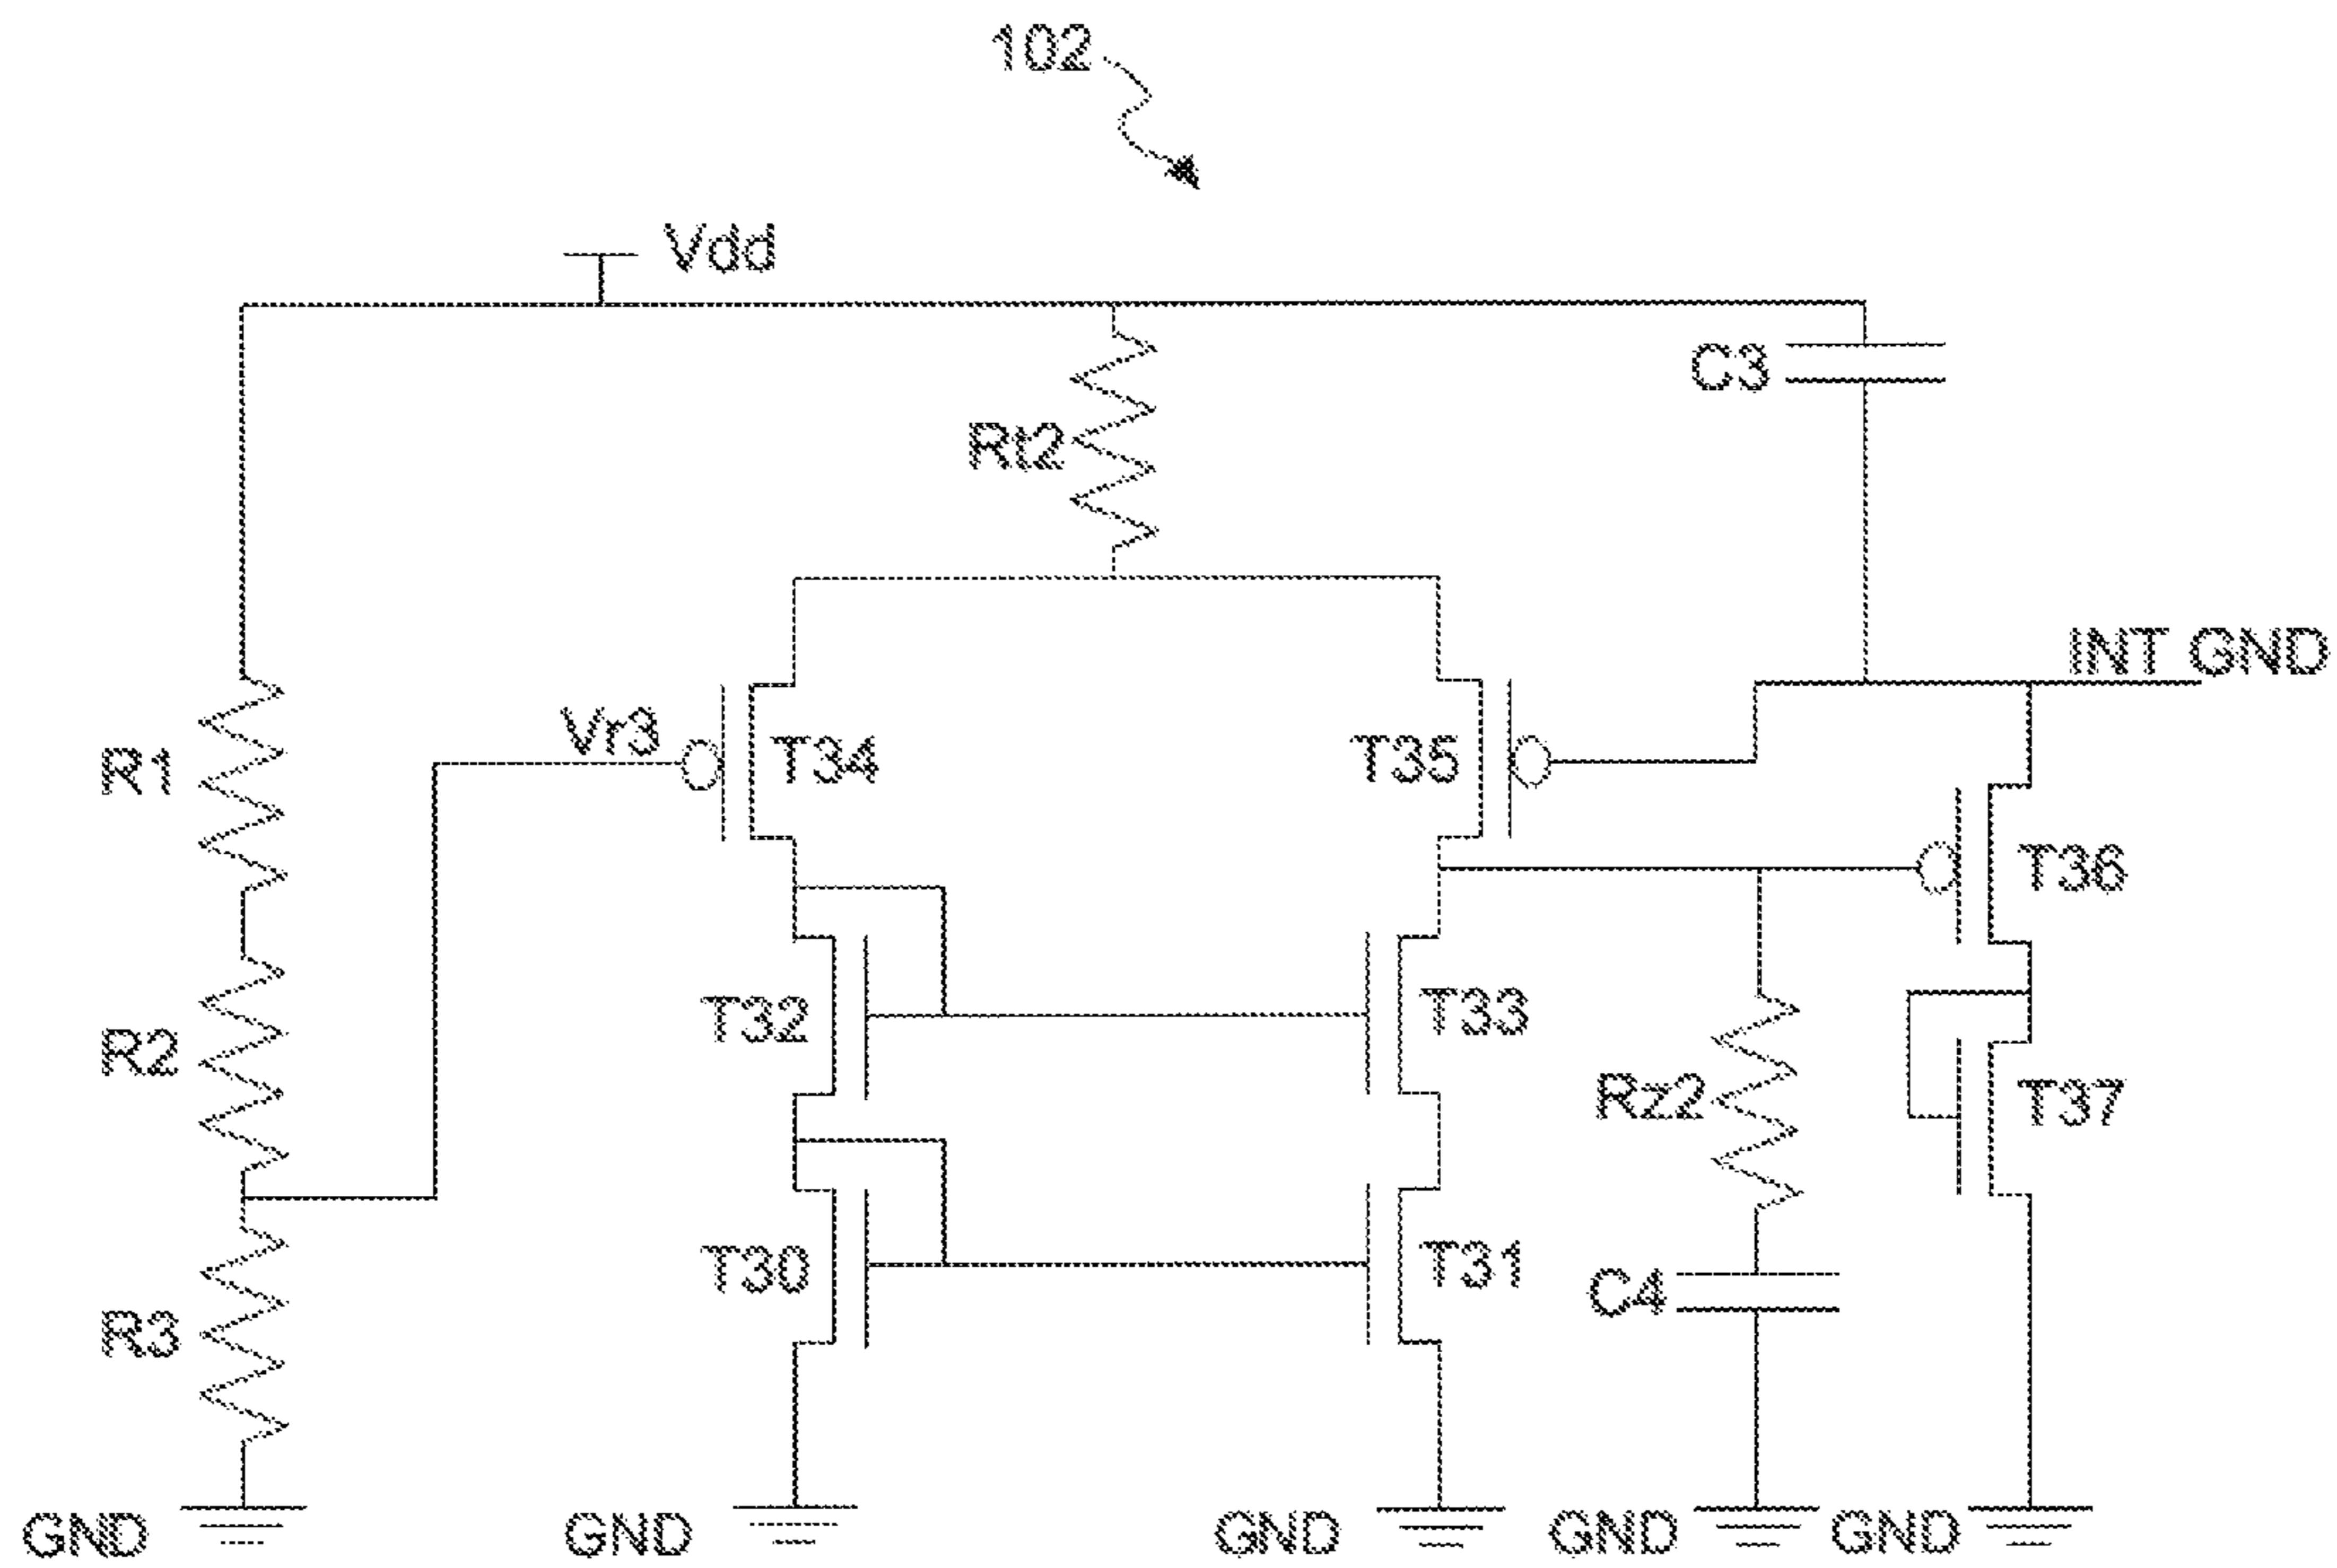 102
Vdd
C3
Rt2
INT GND
Vr3
R1
T34
T35
T36
T32
T33
R2
Rz2
T37
T30
T31
C4
R3
GND
GND
GND
GND
GND